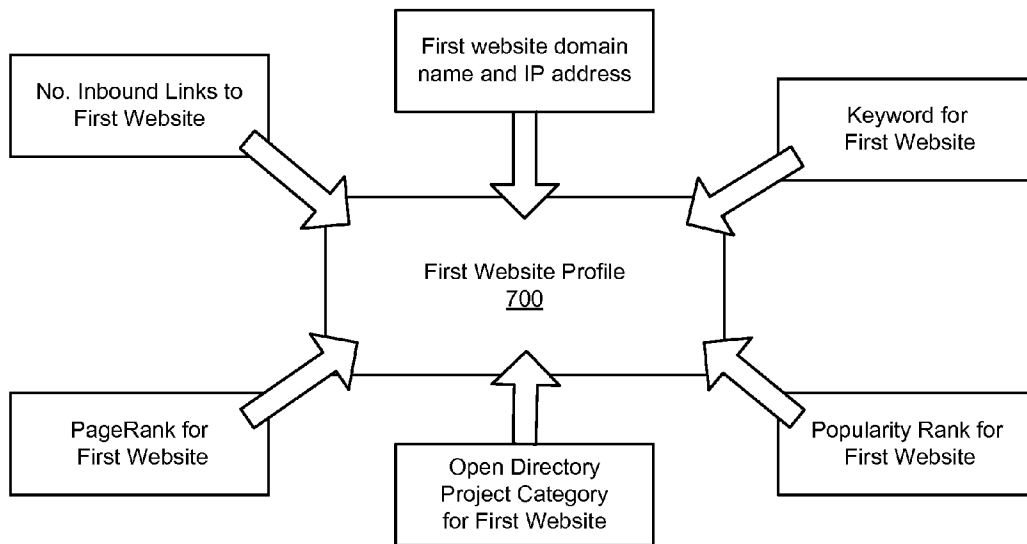 First website domain
name and IP address
No. Inbound Links to
First Website
Keyword for
First Website
First Website Profile
700
PageRank for
First Website
Open Directory
Project Category
for First Website
Popularity Rank for
First Website